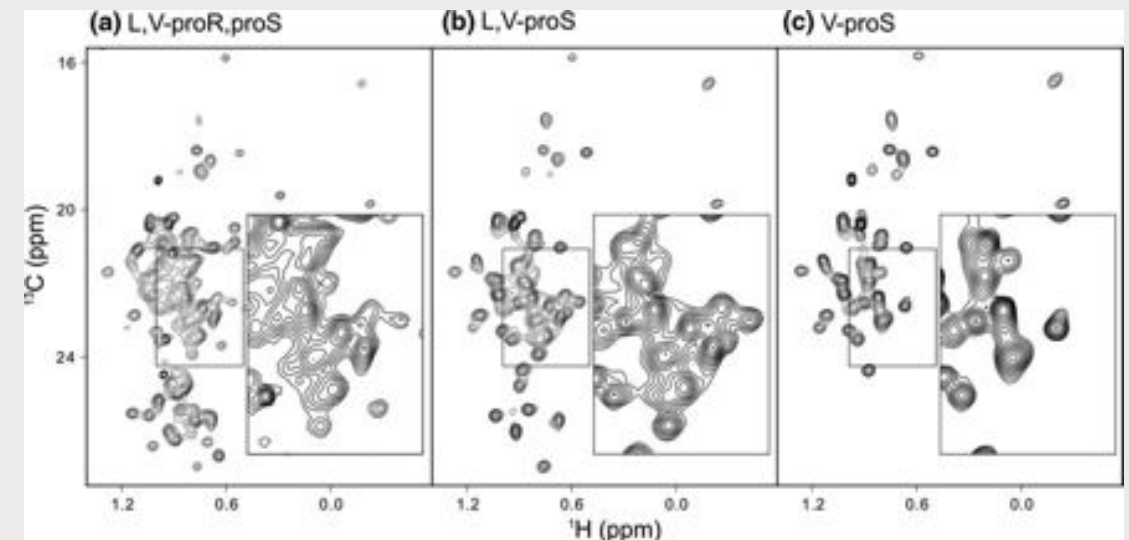 (a) L,V-proR,proS
(b) L,V-proS
(c) V-proS
16
20
24
¹³C (ppm)
1.2 0.6 0.0
1.2 0.6 0.0
1.2 0.6 0.0
¹H (ppm)